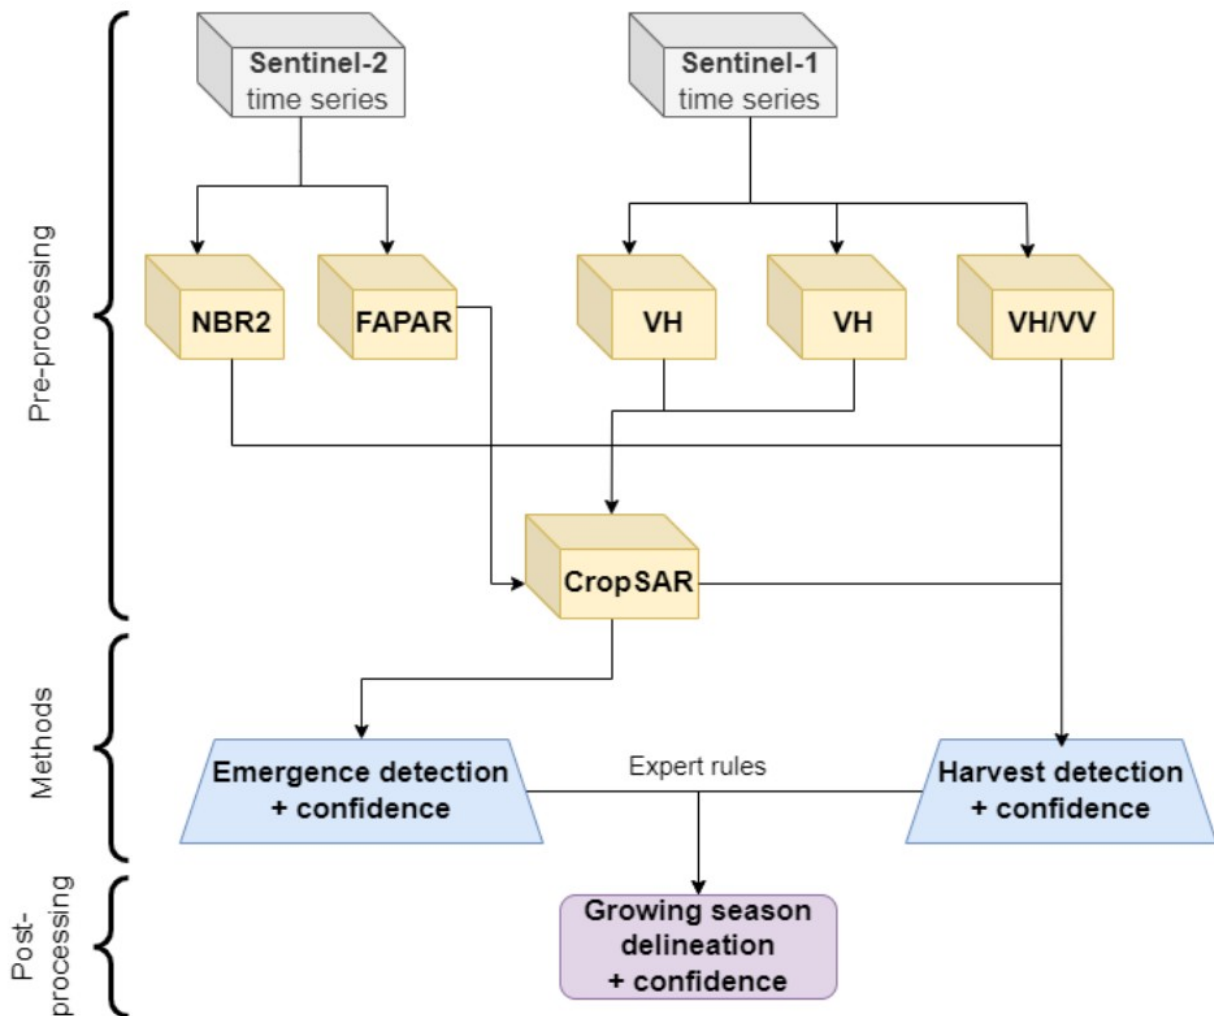 Sentinel-2
time series
Sentinel-1
time series
Pre-processing
NBR2
FAPAR
VH
VH
VH/VV
CropSAR
Methods
Emergence detection
+ confidence
Expert rules
Harvest detection
+ confidence
Post-
processing
Growing season
delineation
+ confidence